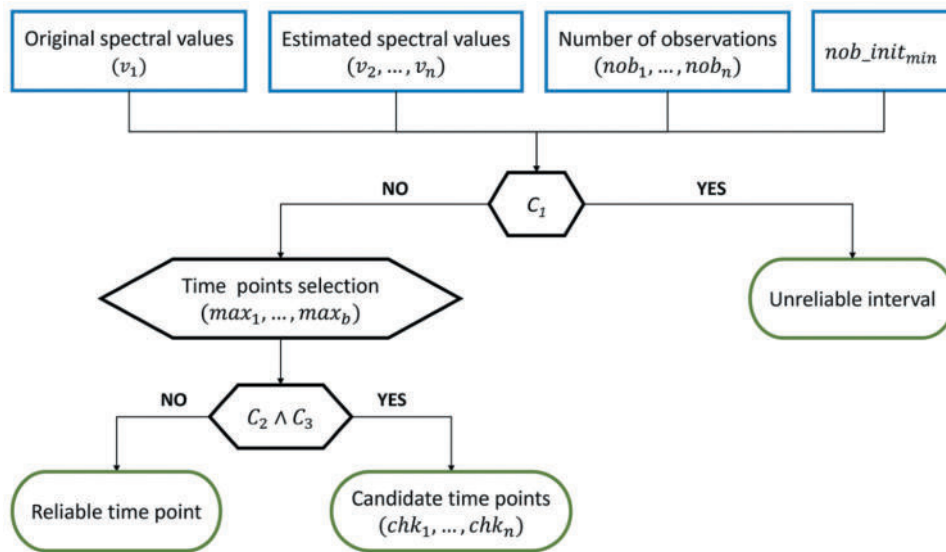 Original spectral values
(v₁)
Estimated spectral values
(v₂, …, vₙ)
Number of observations
(nob₁, …, nobₙ)
nob_init_min
NO
YES
C₁
Time points selection
(max₁, …, max_b)
Unreliable interval
NO
YES
C₂ ∧ C₃
Reliable time point
Candidate time points
(chk₁, …, chkₙ)